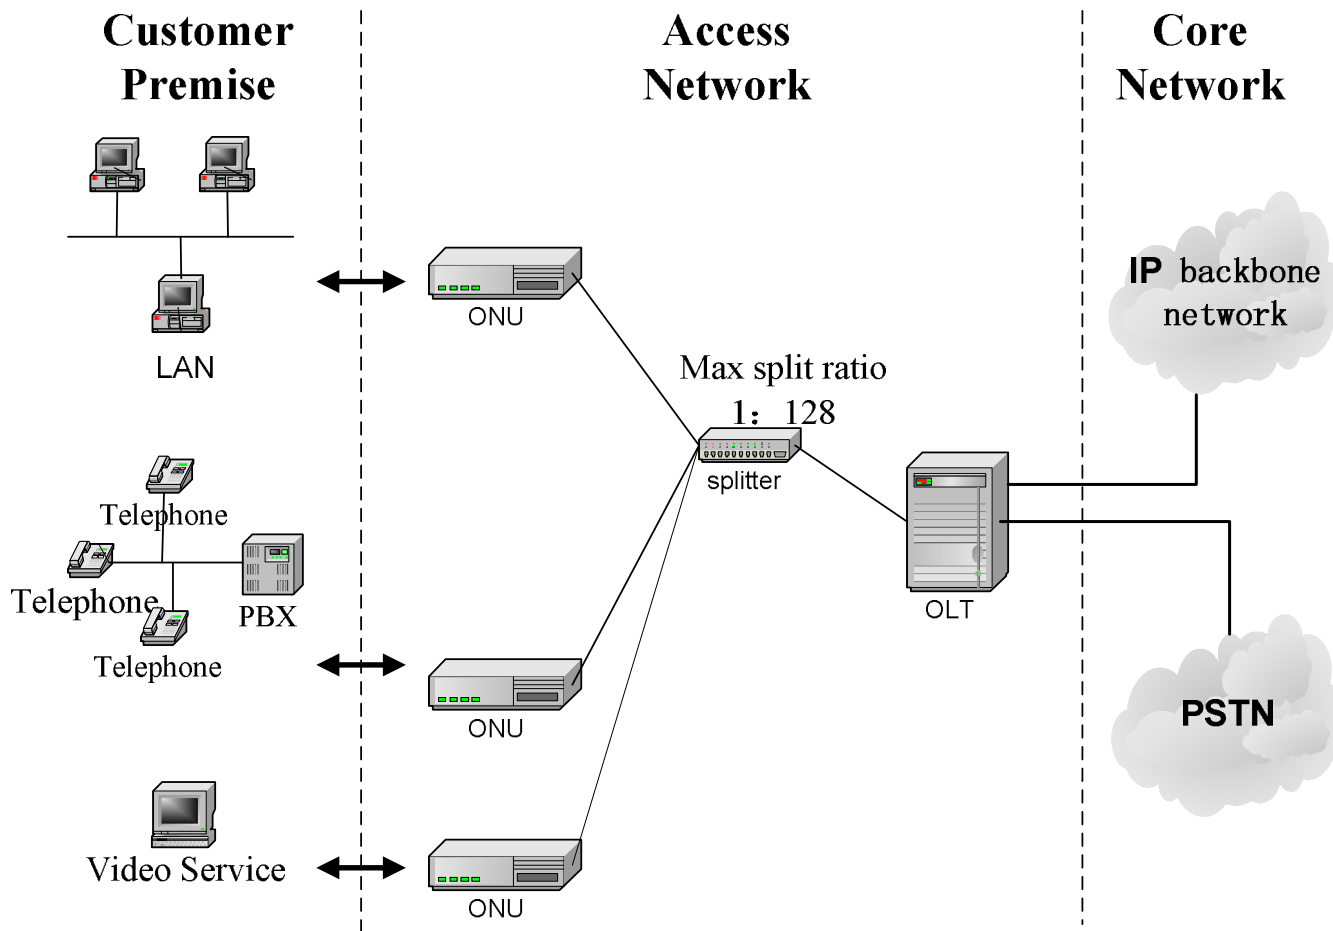 Customer
Premise
Access
Network
Core
Network
LAN
ONU
IP backbone
network
Max split ratio
1：128
splitter
OLT
Telephone
Telephone
PBX
Telephone
ONU
PSTN
Video Service
ONU